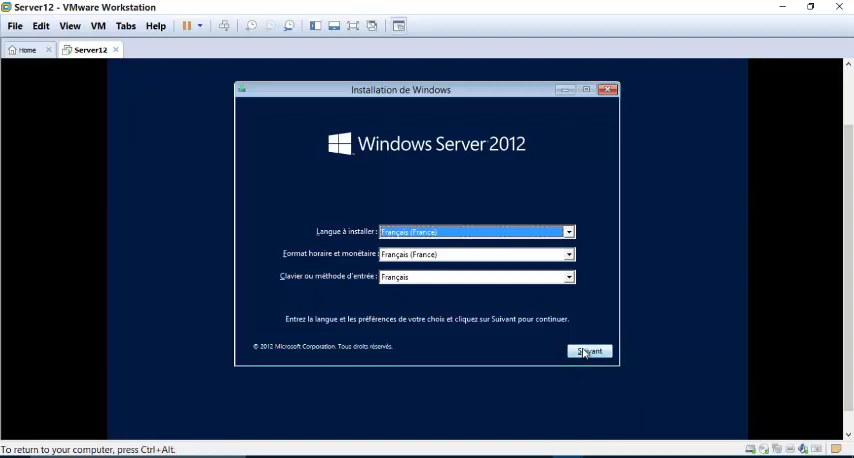 Server12 - VMware Workstation
File Edit View VM Tabs Help
Home Server12
Installation de Windows
Windows Server 2012
Langue à installer : Français (France)
Format horaire et monétaire : Français (France)
Clavier ou méthode d'entrée : Français
Entrez la langue et les préférences de votre choix et cliquez sur Suivant pour continuer.
© 2012 Microsoft Corporation. Tous droits réservés.
Suivant
To return to your computer, press Ctrl+Alt.